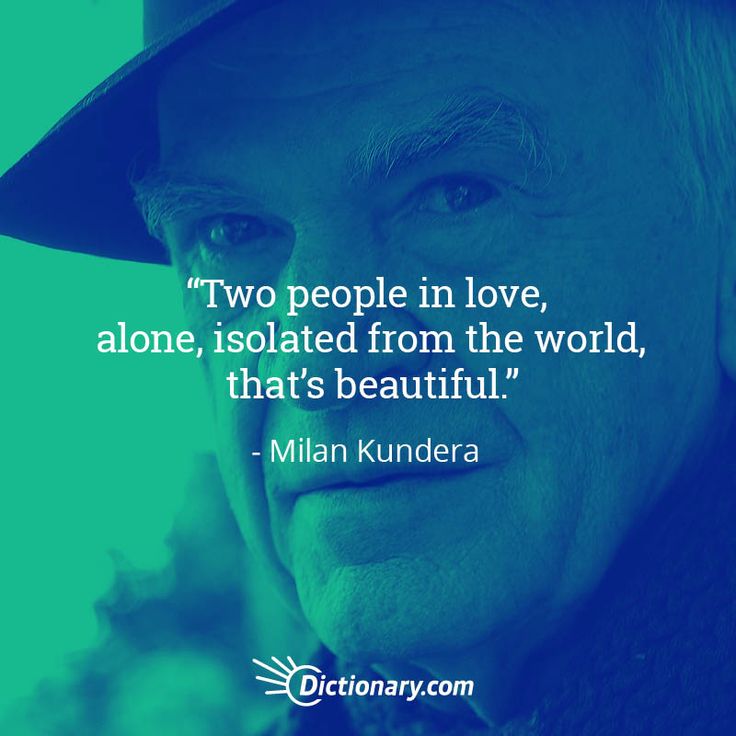 “Two people in love,
alone, isolated from the world,
that’s beautiful.”
- Milan Kundera
Dictionary.com